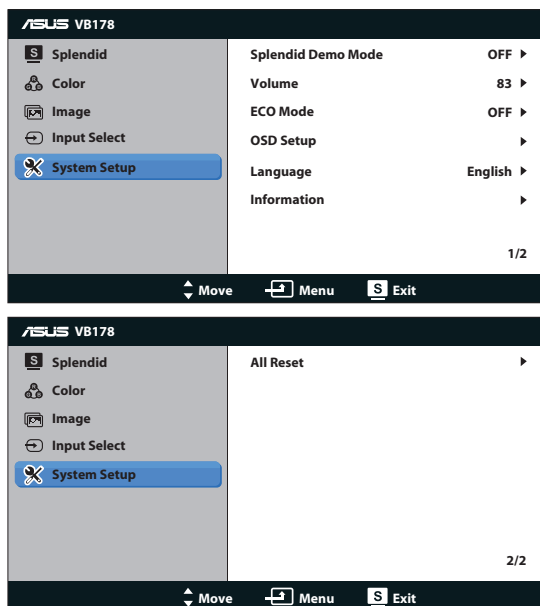 ASUS VB178
S Splendid
Color
Image
Input Select
System Setup
Splendid Demo Mode OFF
Volume 83
ECO Mode OFF
OSD Setup
Language English
Information
1/2
Move Menu S Exit
ASUS VB178
S Splendid
Color
Image
Input Select
System Setup
All Reset
2/2
Move Menu S Exit